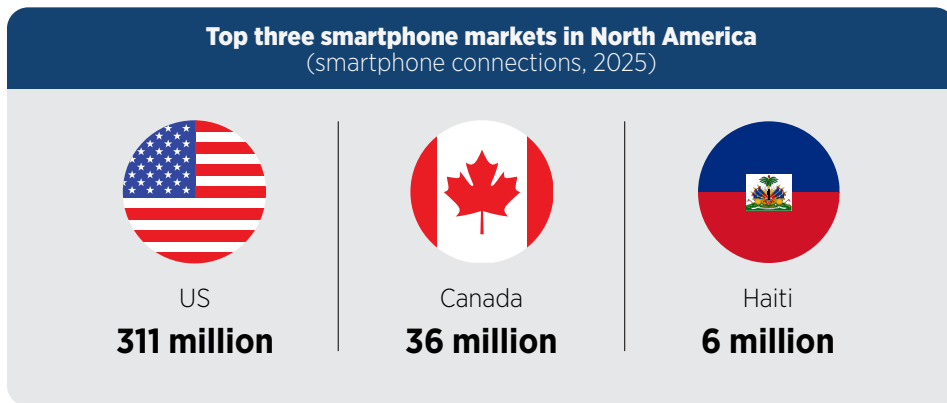 Top three smartphone markets in North America
(smartphone connections, 2025)
US
311 million
Canada
36 million
Haiti
6 million